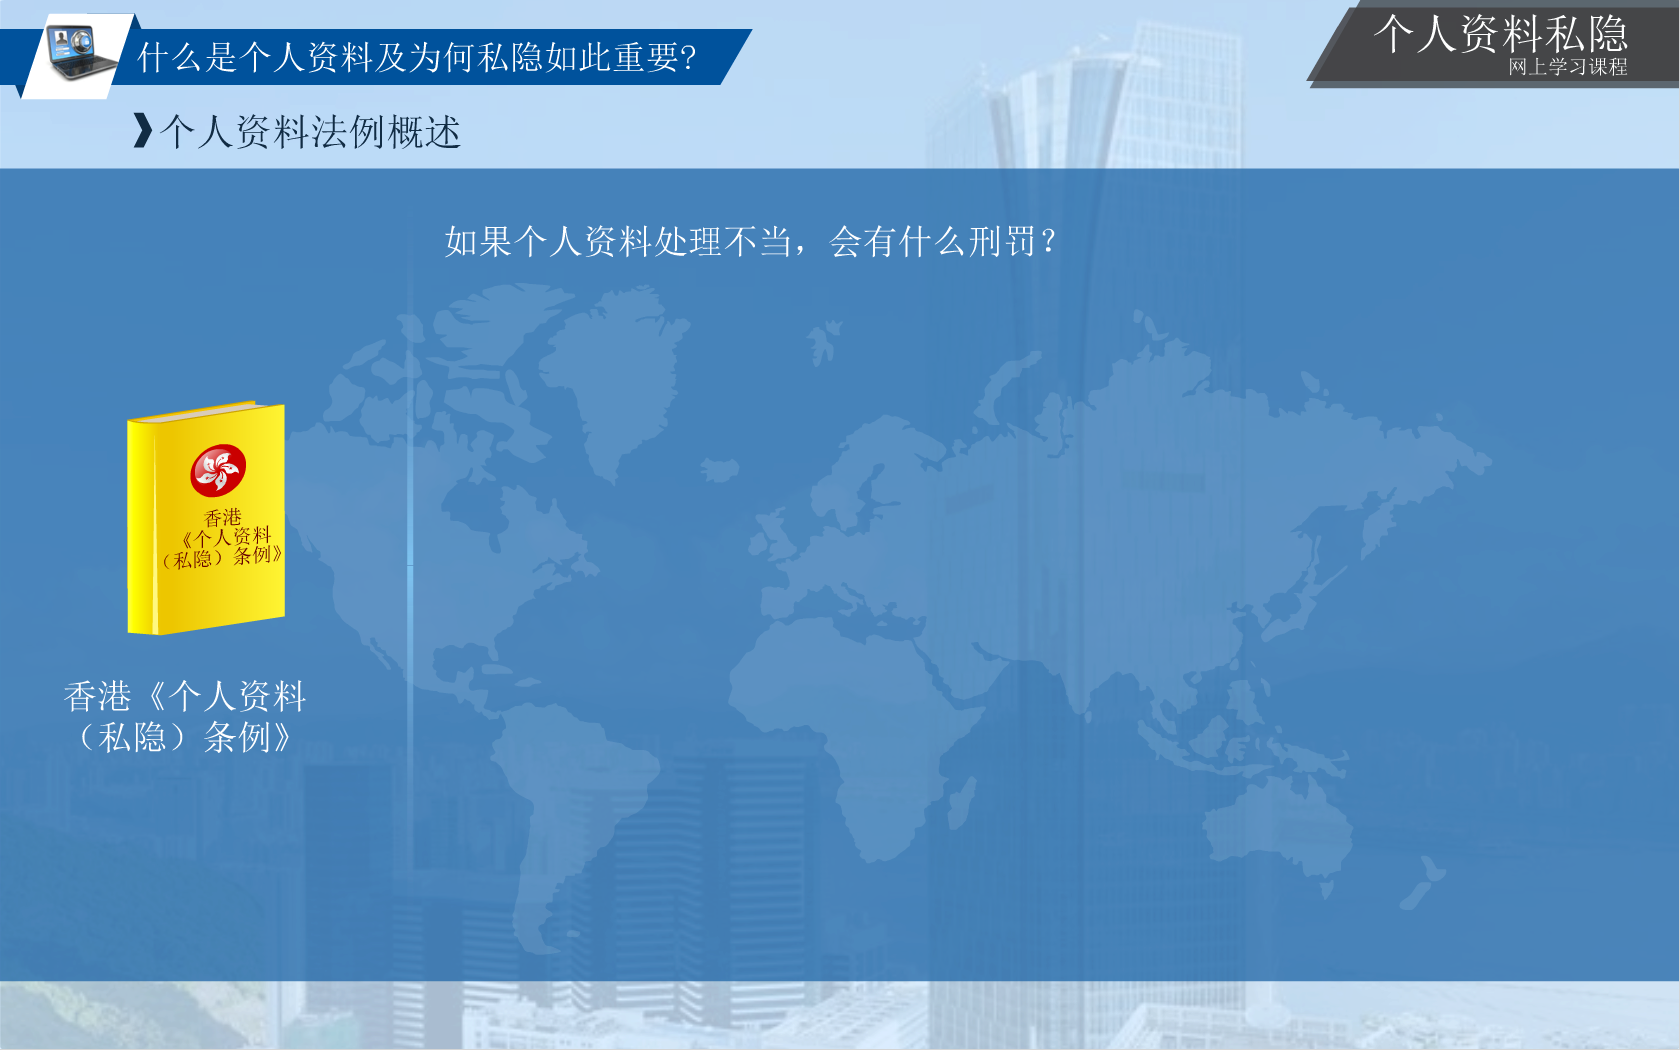 什么是个人资料及为何私隐如此重要?
个人资料私隐
网上学习课程
个人资料法例概述
如果个人资料处理不当，会有什么刑罚？
香港
《个人资料
（私隐）条例》
香港《个人资料
（私隐）条例》